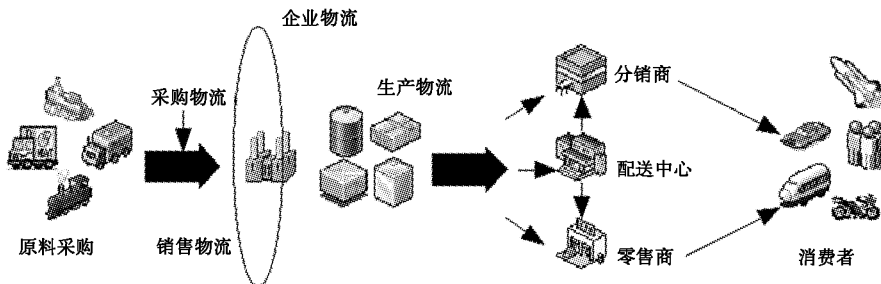 企业物流
采购物流
生产物流
分销商
配送中心
原料采购
销售物流
零售商
消费者